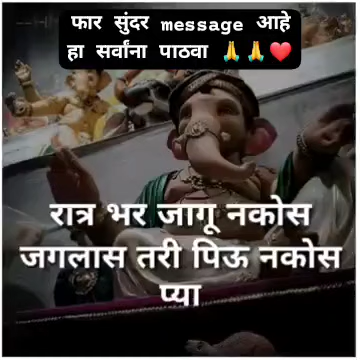 फार सुंदर message आहे
हा सर्वांना पाठवा 🙏🙏❤️
रात्र भर जागू नकोस
जगलास तरी पिऊ नकोस
प्या